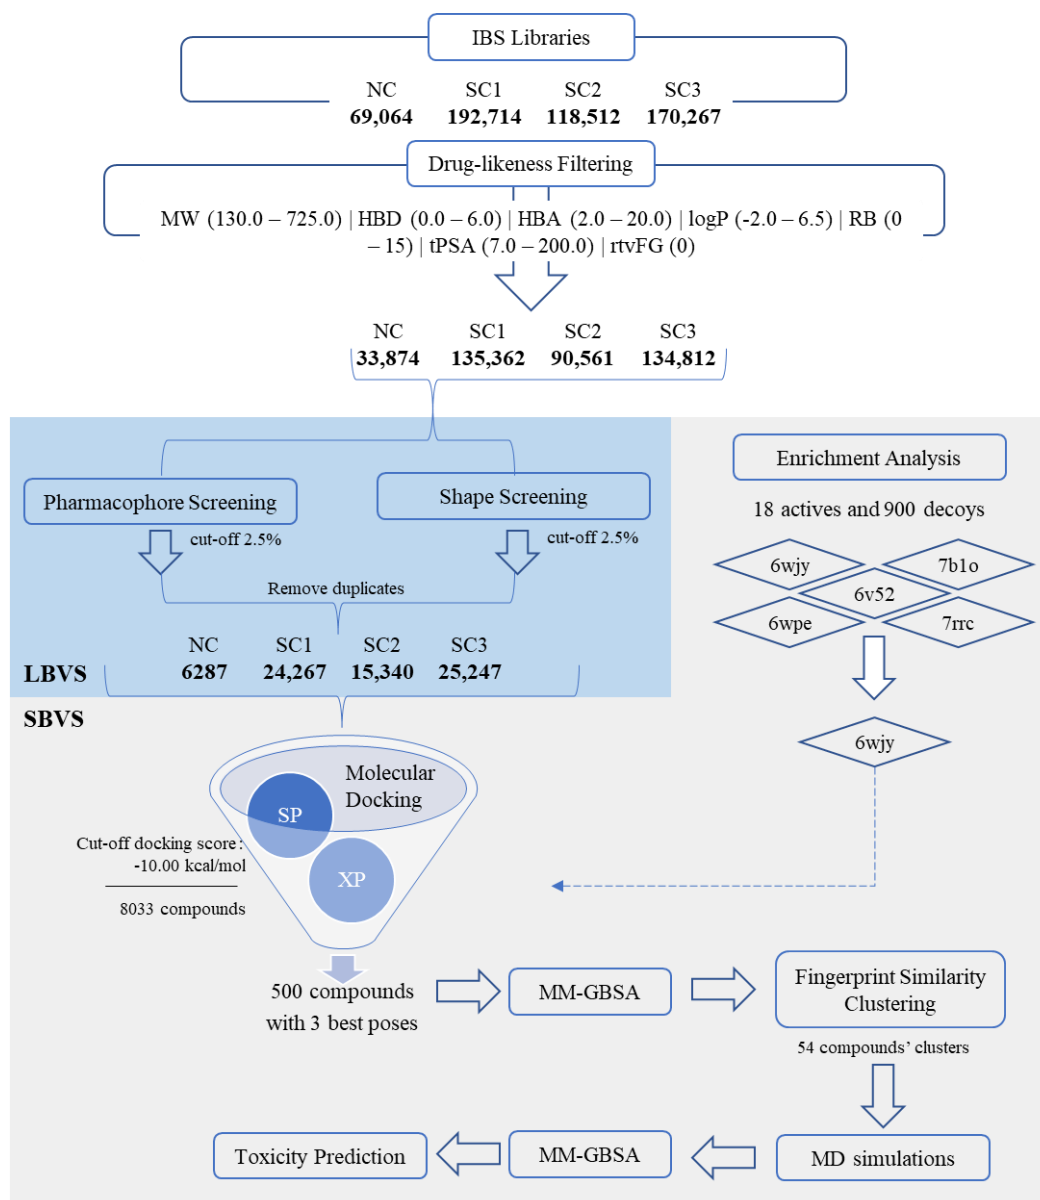 IBS Libraries
NC SC1 SC2 SC3
69,064 192,714 118,512 170,267
Drug-likeness Filtering
MW (130.0 – 725.0) | HBD (0.0 – 6.0) | HBA (2.0 – 20.0) | logP (-2.0 – 6.5) | RB (0
– 15) | tPSA (7.0 – 200.0) | rtvFG (0)
NC SC1 SC2 SC3
33,874 135,362 90,561 134,812
Pharmacophore Screening
Shape Screening
cut-off 2.5%
cut-off 2.5%
Remove duplicates
NC SC1 SC2 SC3
6287 24,267 15,340 25,247
LBVS
Enrichment Analysis
18 actives and 900 decoys
6wjy 7b1o
6v52
6wpe 7rrc
6wjy
SBVS
Molecular
Docking
SP
XP
Cut-off docking score:
-10.00 kcal/mol
8033 compounds
500 compounds
with 3 best poses
MM-GBSA
Fingerprint Similarity
Clustering
54 compounds’ clusters
MD simulations
MM-GBSA
Toxicity Prediction